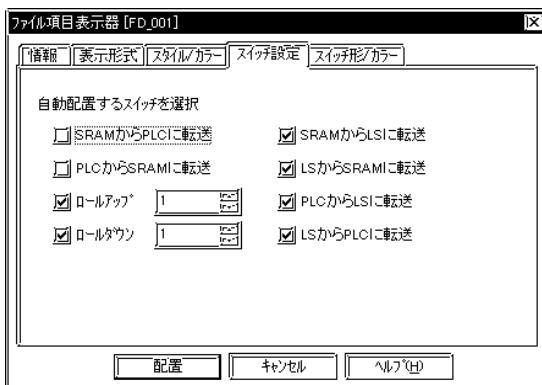 ファイル項目表示器 [FD_001]
情報 表示形式 スタイル/カラー スイッチ設定 スイッチ形/カラー
自動配置するスイッチを選択
SRAMからPLCに転送 SRAMからLSに転送
PLCからSRAMに転送 LSからSRAMに転送
ロールアップ 1 PLCからLSに転送
ロールダウン 1 LSからPLCに転送
配置 キャンセル ヘルプ(H)